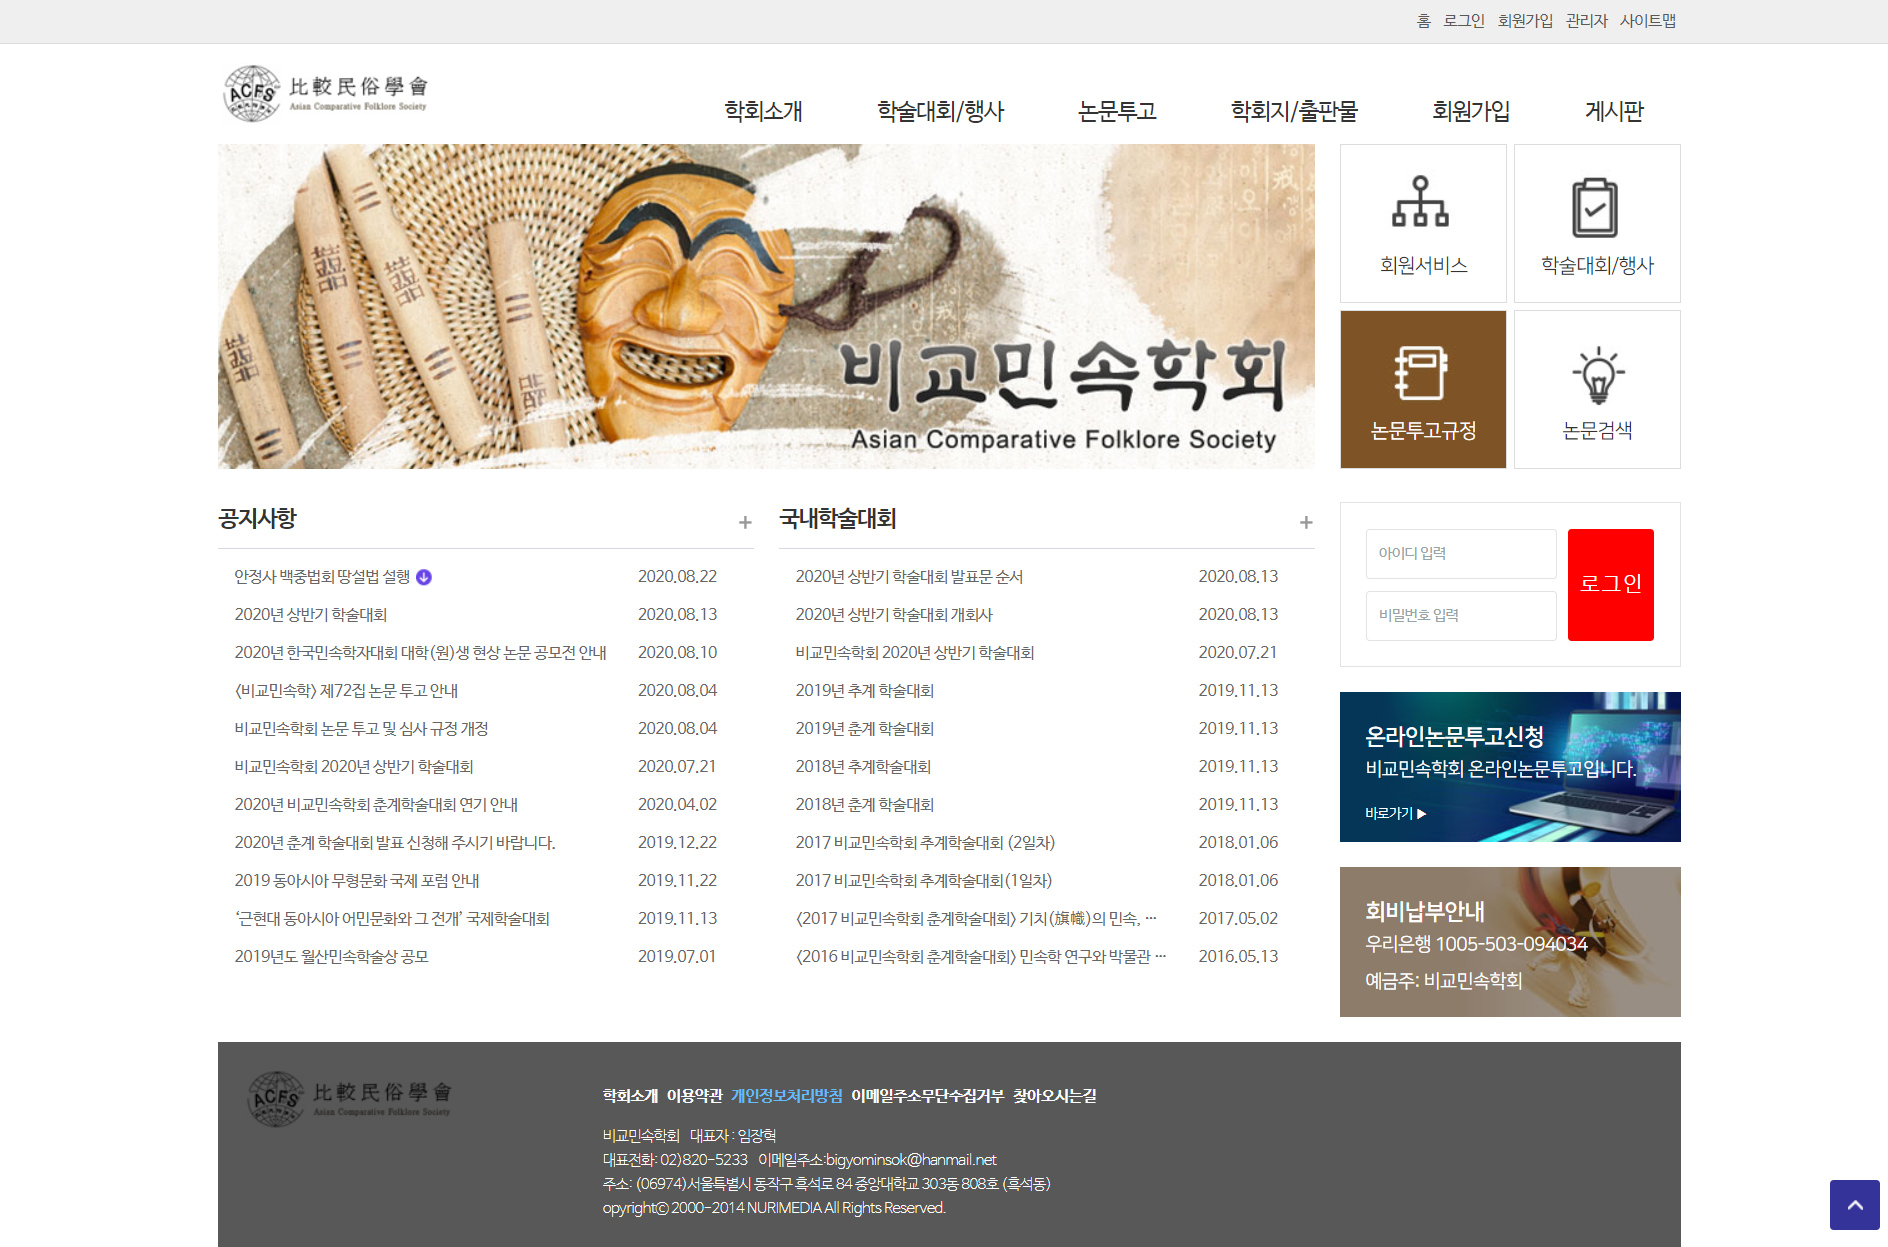 홈 로그인 회원가입 관리자 사이트맵
ACFS 比較民俗學會
Asian Comparative Folklore Society
학회소개 학술대회/행사 논문투고 학회지/출판물 회원가입 게시판
비교민속학회
Asian Comparative Folklore Society
회원서비스
학술대회/행사
논문투고규정
논문검색
공지사항 +
안정사 백중법회 땅설법 설행 2020.08.22
2020년 상반기 학술대회 2020.08.13
2020년 한국민속학자대회 대학(원)생 현상 논문 공모전 안내 2020.08.10
<비교민속학> 제72집 논문 투고 안내 2020.08.04
비교민속학회 논문 투고 및 심사 규정 개정 2020.08.04
비교민속학회 2020년 상반기 학술대회 2020.07.21
2020년 비교민속학회 춘계학술대회 연기 안내 2020.04.02
2020년 춘계 학술대회 발표 신청해 주시기 바랍니다. 2019.12.22
2019 동아시아 무형문화 국제 포럼 안내 2019.11.22
‘근현대 동아시아 어민문화와 그 전개’ 국제학술대회 2019.11.13
2019년도 월산민속학술상 공모 2019.07.01
국내학술대회 +
2020년 상반기 학술대회 발표문 순서 2020.08.13
2020년 상반기 학술대회 개회사 2020.08.13
비교민속학회 2020년 상반기 학술대회 2020.07.21
2019년 추계 학술대회 2019.11.13
2019년 춘계 학술대회 2019.11.13
2018년 추계학술대회 2019.11.13
2018년 춘계 학술대회 2019.11.13
2017 비교민속학회 추계학술대회 (2일차) 2018.01.06
2017 비교민속학회 추계학술대회(1일차) 2018.01.06
<2017 비교민속학회 춘계학술대회> 기치(旗幟)의 민속, … 2017.05.02
<2016 비교민속학회 춘계학술대회> 민속학 연구와 박물관 … 2016.05.13
아이디 입력
비밀번호 입력
로그인
온라인논문투고신청
비교민속학회 온라인논문투고입니다.
바로가기 ▶
회비납부안내
우리은행 1005-503-094034
예금주: 비교민속학회
ACFS 比較民俗學會
Asian Comparative Folklore Society
학회소개 이용약관 개인정보처리방침 이메일주소무단수집거부 찾아오시는길
비교민속학회 대표자 : 임장혁
대표전화: 02)820-5233 이메일주소:bigyominsok@hanmail.net
주소: (06974)서울특별시 동작구 흑석로 84 중앙대학교 303동 808호 (흑석동)
opyrightⓒ 2000-2014 NURIMEDIA All Rights Reserved.